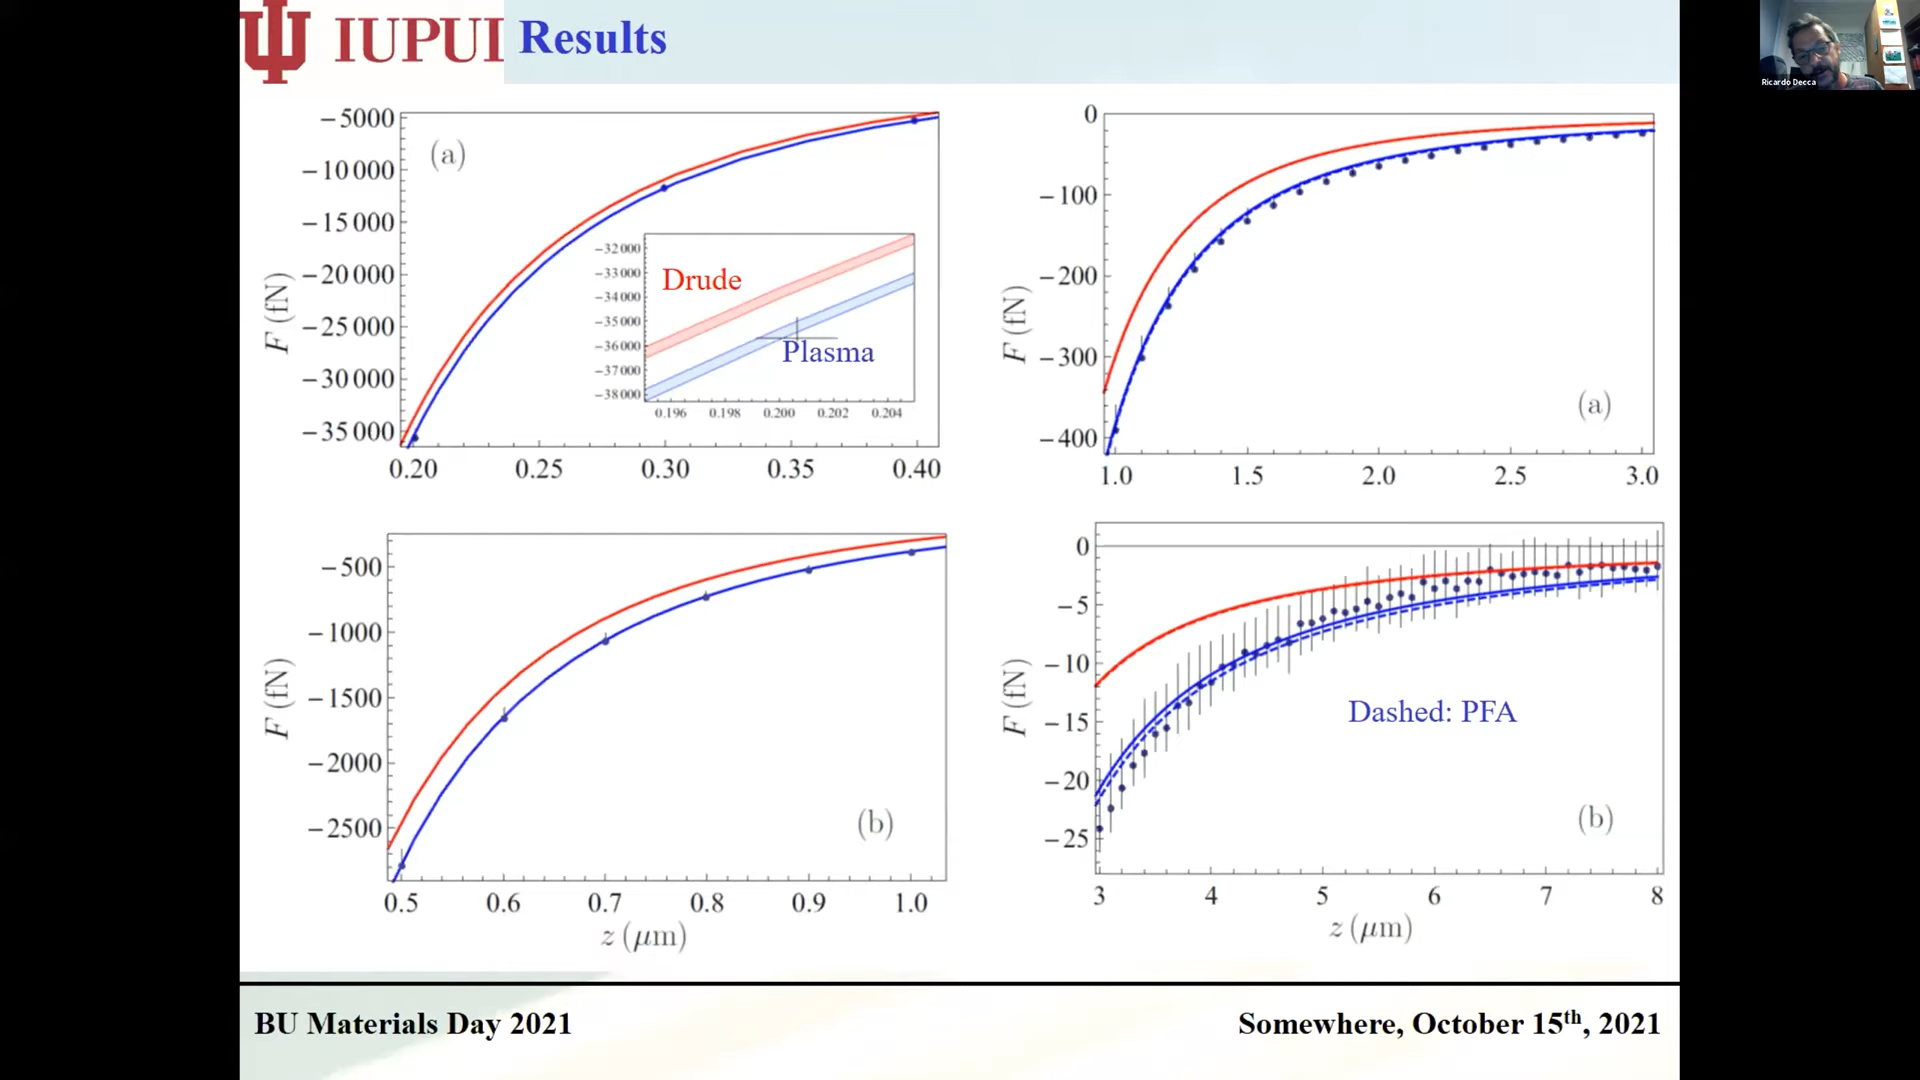 IUPUI
Results
Ricardo Decca
(a)
F (fN)
−5000
−10 000
−15 000
−20 000
−25 000
−30 000
−35 000
0.20 0.25 0.30 0.35 0.40
−32 000
−33 000
−34 000
−35 000
−36 000
−37 000
−38 000
0.196 0.198 0.200 0.202 0.204
Drude
Plasma
F (fN)
0
−100
−200
−300
−400
1.0 1.5 2.0 2.5 3.0
(a)
F (fN)
−500
−1000
−1500
−2000
−2500
0.5 0.6 0.7 0.8 0.9 1.0
z (μm)
(b)
F (fN)
0
−5
−10
−15
−20
−25
3 4 5 6 7 8
z (μm)
Dashed: PFA
(b)
BU Materials Day 2021
Somewhere, October 15th, 2021